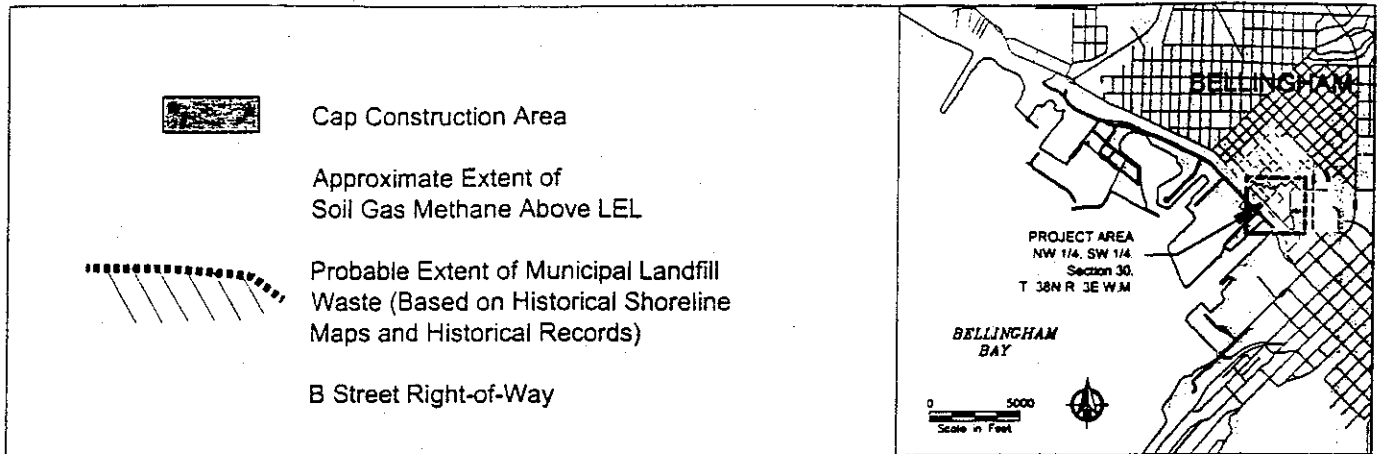 Cap Construction Area
Approximate Extent of
Soil Gas Methane Above LEL
Probable Extent of Municipal Landfill
Waste (Based on Historical Shoreline
Maps and Historical Records)
B Street Right-of-Way
BELLINGHAM
PROJECT AREA
NW 1/4, SW 1/4
Section 30,
T 38N R 3E W.M
BELLINGHAM
BAY
0 5000
Scale in Feet